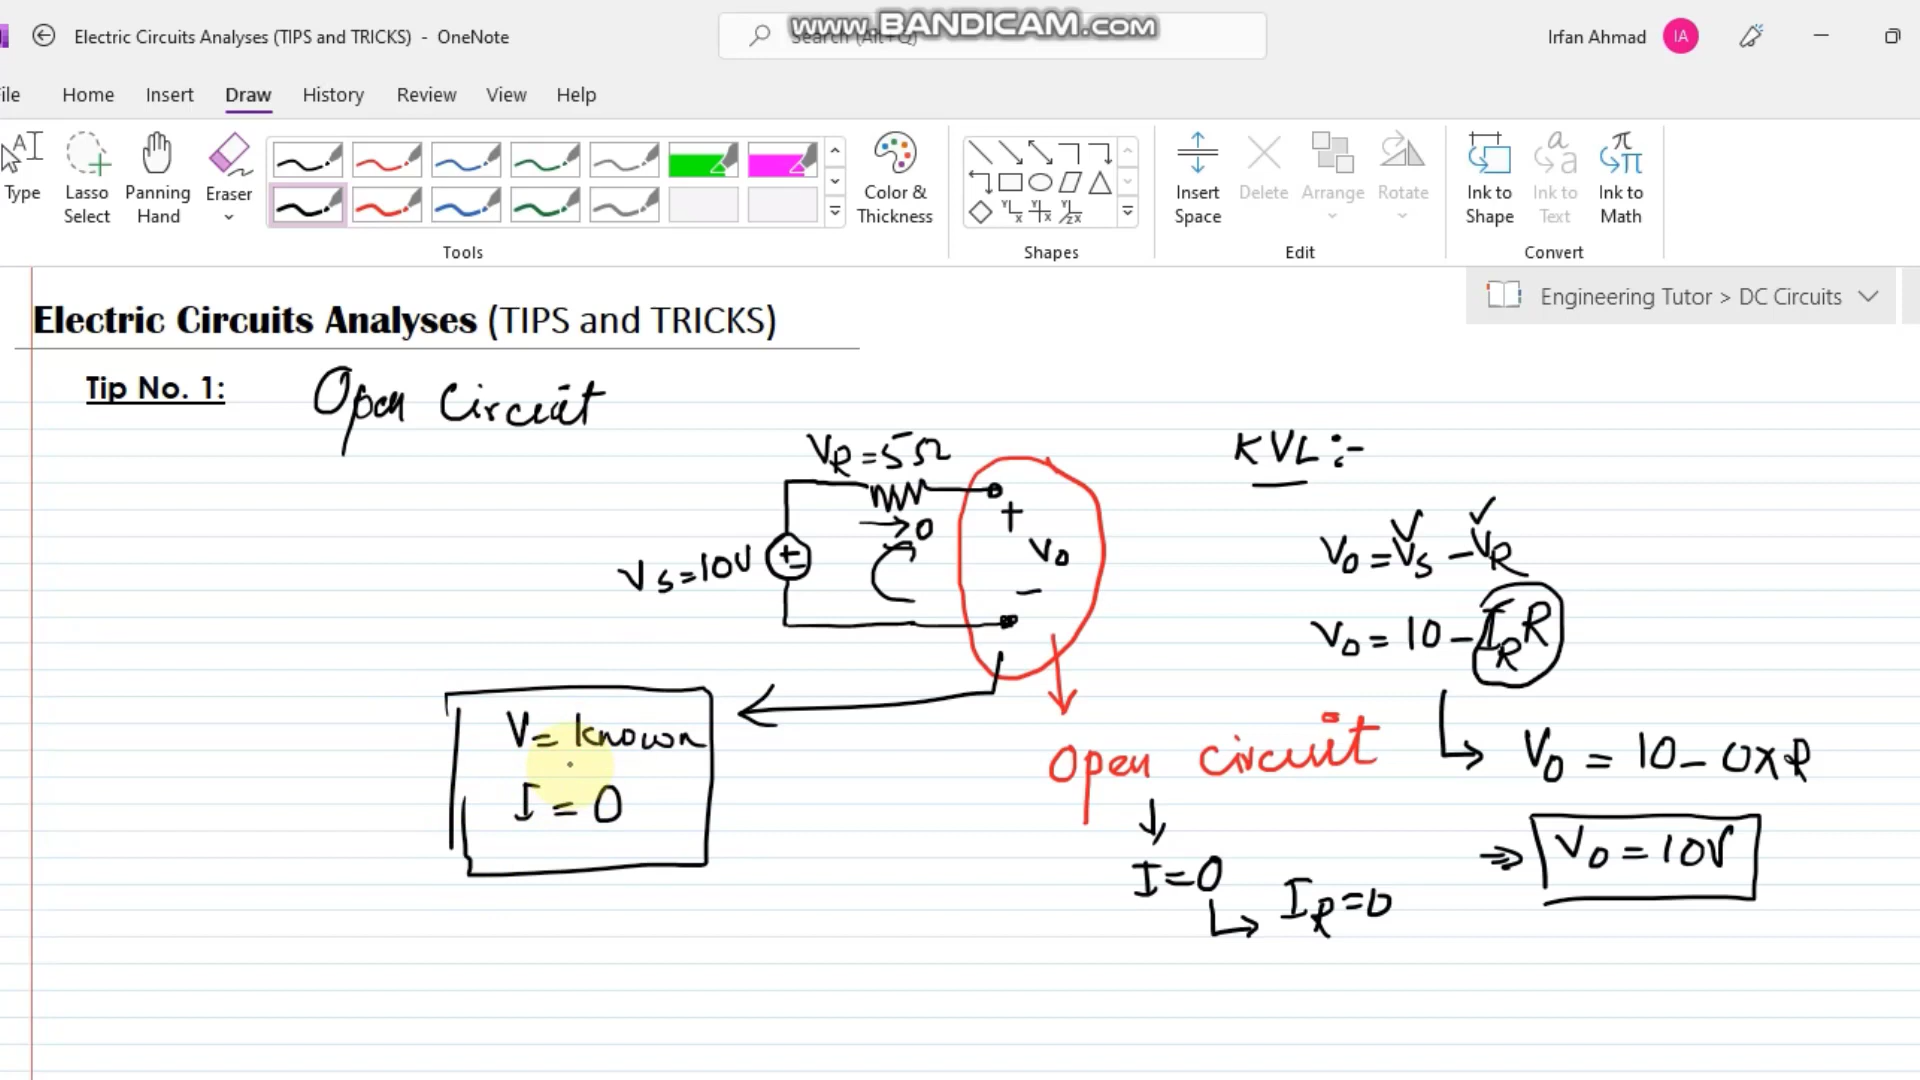 www.BANDICAM.com
Electric Circuits Analyses (TIPS and TRICKS) - OneNote
Irfan Ahmad IA
Home Insert Draw History Review View Help
Type
Lasso Select
Panning Hand
Eraser
Color & Thickness
Insert Space
Delete
Arrange
Rotate
Ink to Shape
Ink to Text
Ink to Math
Tools Shapes Edit Convert
Engineering Tutor > DC Circuits
Electric Circuits Analyses (TIPS and TRICKS)
Tip No. 1: Open Circuit
VR = 5Ω
→ 0
Vs = 10V
+
Vo
-
KVL :-
Vo = Vs - VR
Vo = 10 - IR R
Vo = 10 - 0xR
Vo = 10V
V = known
I = 0
Open circuit
I = 0
IR = 0